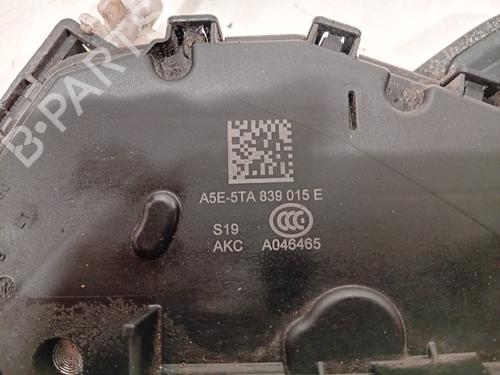 B-PARTS
A5E-5TA 839 015 E
S19
CCC
AKC A046465